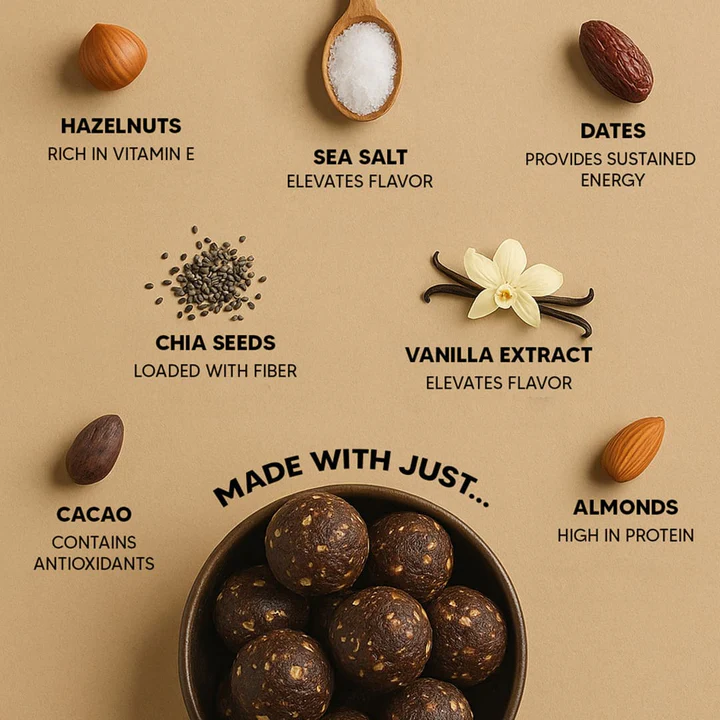 HAZELNUTS
RICH IN VITAMIN E
SEA SALT
ELEVATES FLAVOR
DATES
PROVIDES SUSTAINED
ENERGY
CHIA SEEDS
LOADED WITH FIBER
VANILLA EXTRACT
ELEVATES FLAVOR
CACAO
CONTAINS
ANTIOXIDANTS
MADE WITH JUST...
ALMONDS
HIGH IN PROTEIN